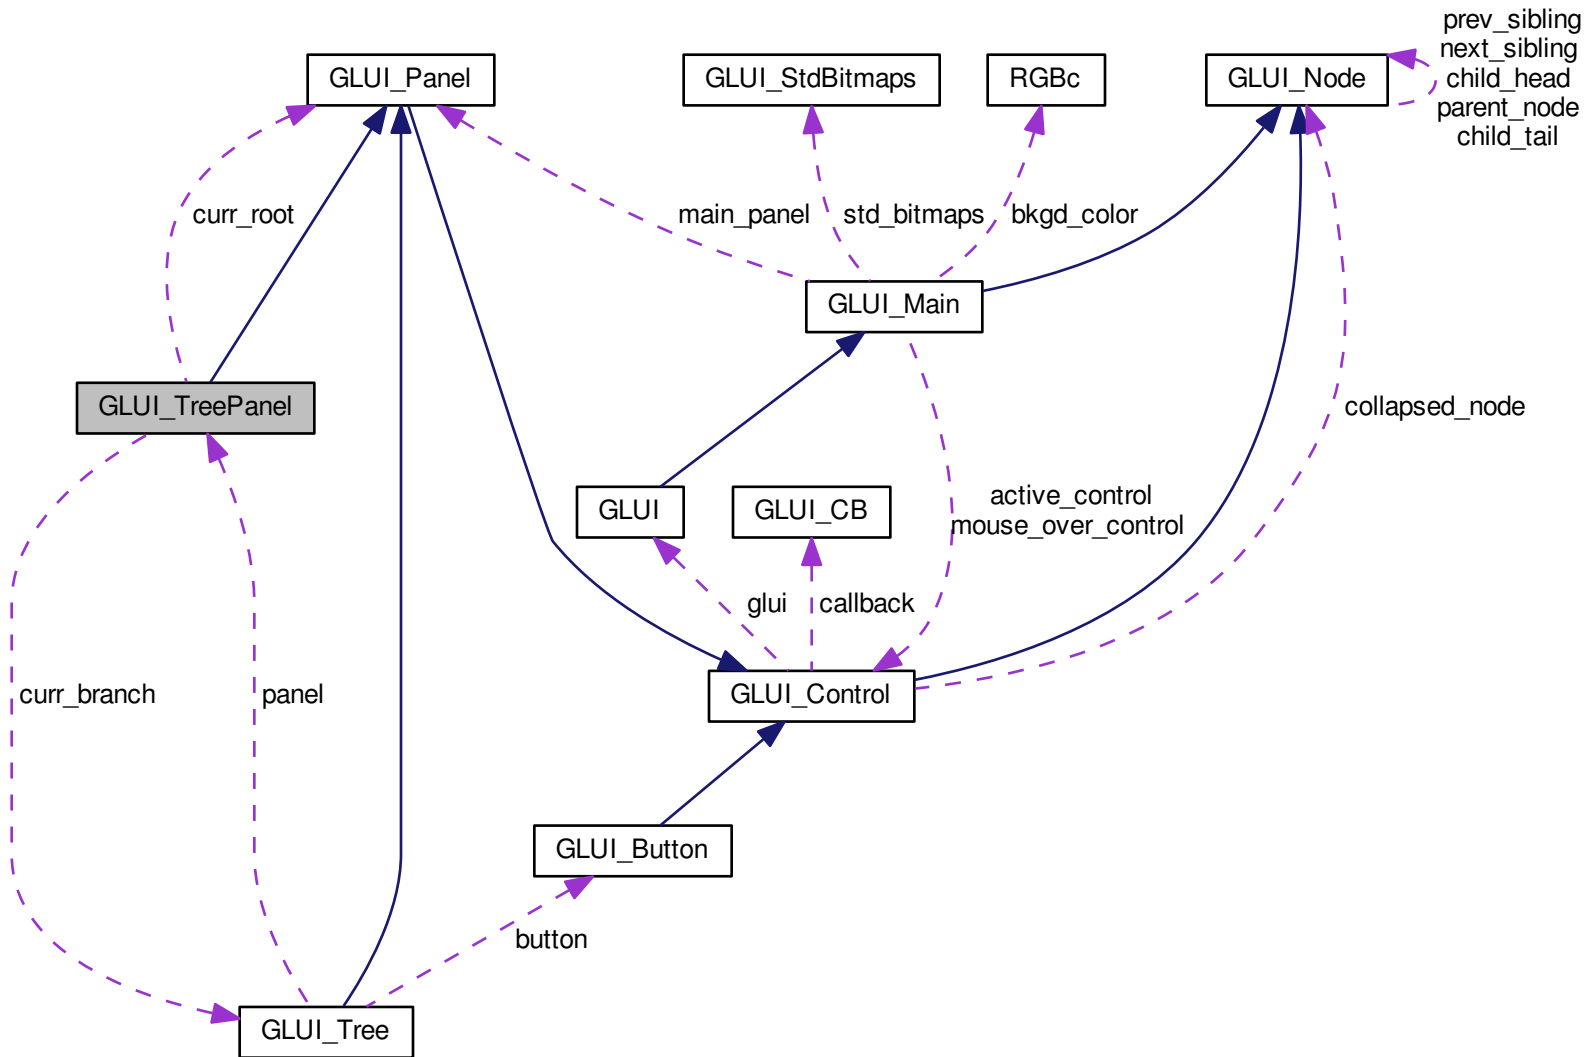 prev_sibling
next_sibling
child_head
parent_node
child_tail
GLUI_Panel
GLUI_StdBitmaps
RGBc
GLUI_Node
curr_root
main_panel
std_bitmaps
bkgd_color
GLUI_Main
GLUI_TreePanel
collapsed_node
active_control
mouse_over_control
GLUI
GLUI_CB
glui
callback
curr_branch
panel
GLUI_Control
GLUI_Button
button
GLUI_Tree